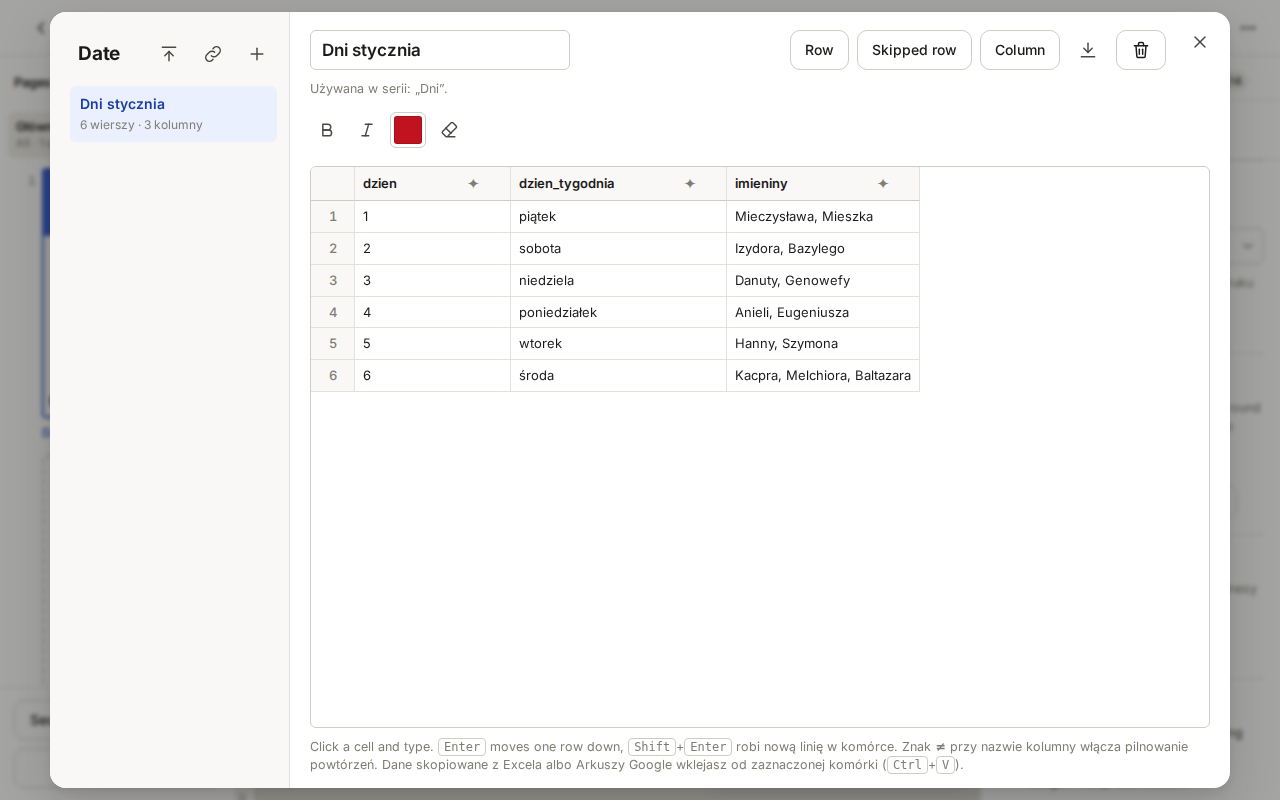 Date
Dni stycznia
6 wierszy · 3 kolumny
Dni stycznia
Row
Skipped row
Column
Używana w serii: „Dni”.
dzien ✦ dzien_tygodnia ✦ imieniny ✦
1 1 piątek Mieczysława, Mieszka
2 2 sobota Izydora, Bazylego
3 3 niedziela Danuty, Genowefy
4 4 poniedziałek Anieli, Eugeniusza
5 5 wtorek Hanny, Szymona
6 6 środa Kacpra, Melchiora, Baltazara
Click a cell and type. Enter moves one row down, Shift+Enter robi nową linię w komórce. Znak ≠ przy nazwie kolumny włącza pilnowanie
powtórzeń. Dane skopiowane z Excela albo Arkuszy Google wklejasz od zaznaczonej komórki (Ctrl+V).